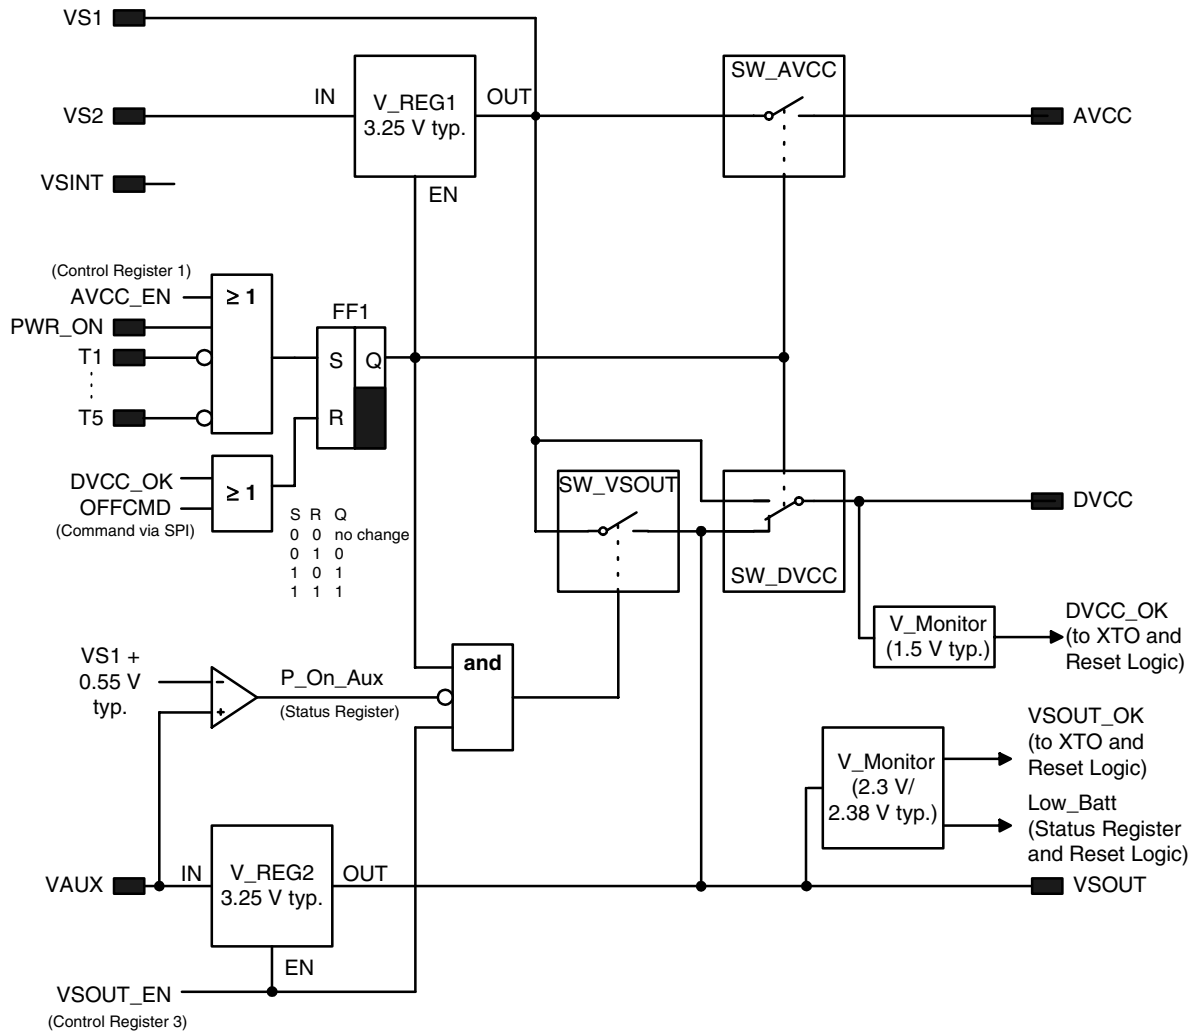 VS1
VS2
IN
V_REG1
3.25 V typ.
OUT
EN
SW_AVCC
AVCC
VSINT
(Control Register 1)
AVCC_EN
PWR_ON
T1
T5
≥ 1
FF1
S
Q
R
DVCC_OK
OFFCMD
(Command via SPI)
≥ 1
S R Q
0 0 no change
0 1 0
1 0 1
1 1 1
SW_VSOUT
SW_DVCC
DVCC
V_Monitor
(1.5 V typ.)
DVCC_OK
(to XTO and
Reset Logic)
VS1 +
0.55 V
typ.
-
+
P_On_Aux
(Status Register)
and
V_Monitor
(2.3 V/
2.38 V typ.)
VSOUT_OK
(to XTO and
Reset Logic)
Low_Batt
(Status Register
and Reset Logic)
VAUX
IN
V_REG2
3.25 V typ.
OUT
VSOUT
EN
VSOUT_EN
(Control Register 3)